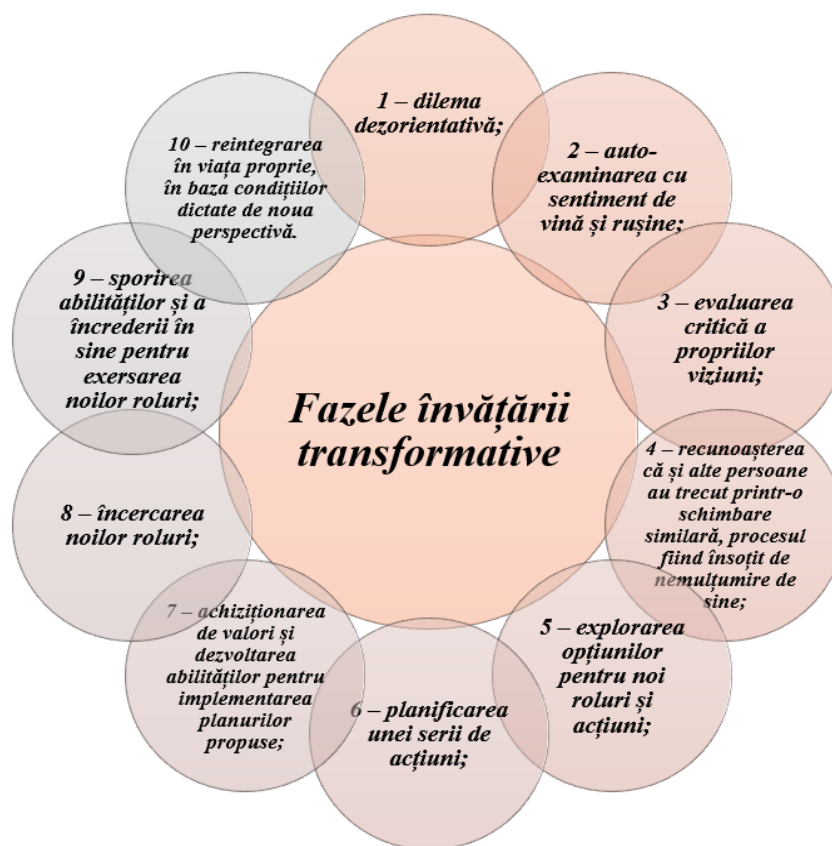 1 – dilema
dezorientativă;
2 – auto-
examinarea cu
sentiment de
vină și rușine;
3 – evaluarea
critică a
propriilor
viziuni;
4 – recunoașterea
că și alte persoane
au trecut printr-o
schimbare
similară, procesul
fiind însoțit de
nemulțumire de
sine;
5 – explorarea
opțiunilor
pentru noi
roluri și
acțiuni;
6 – planificarea
unei serii de
acțiuni;
7 – achiziționarea
de valori și
dezvoltarea
abilităților pentru
implementarea
planurilor
propuse;
8 – încercarea
noilor roluri;
9 – sporirea
abilităților și a
încrederii în
sine pentru
exersarea
noilor roluri;
10 – reintegrarea
în viața proprie,
în baza condițiilor
dictate de noua
perspectivă.
Fazele învățării
transformative